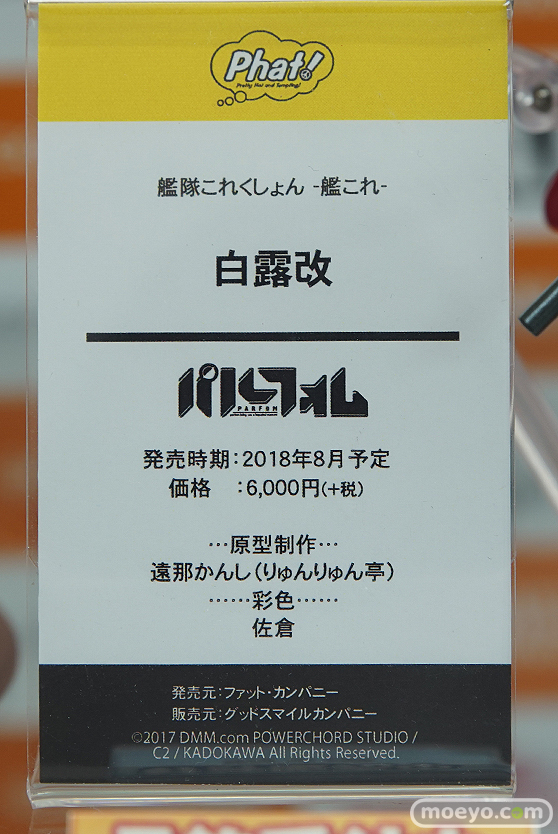 Phat!
Pretty Hot and Tempting!
艦隊これくしょん -艦これ-
白露改
パルフォム
PARFOM
発売時期:2018年8月予定
価格 :6,000円(+税)
…原型制作…
遠那かんし(りゅんりゅん亭)
……彩色……
佐倉
発売元:ファット・カンパニー
販売元:グッドスマイルカンパニー
©2017 DMM.com POWERCHORD STUDIO /
C2 / KADOKAWA All Rights Reserved.
moeyo.com